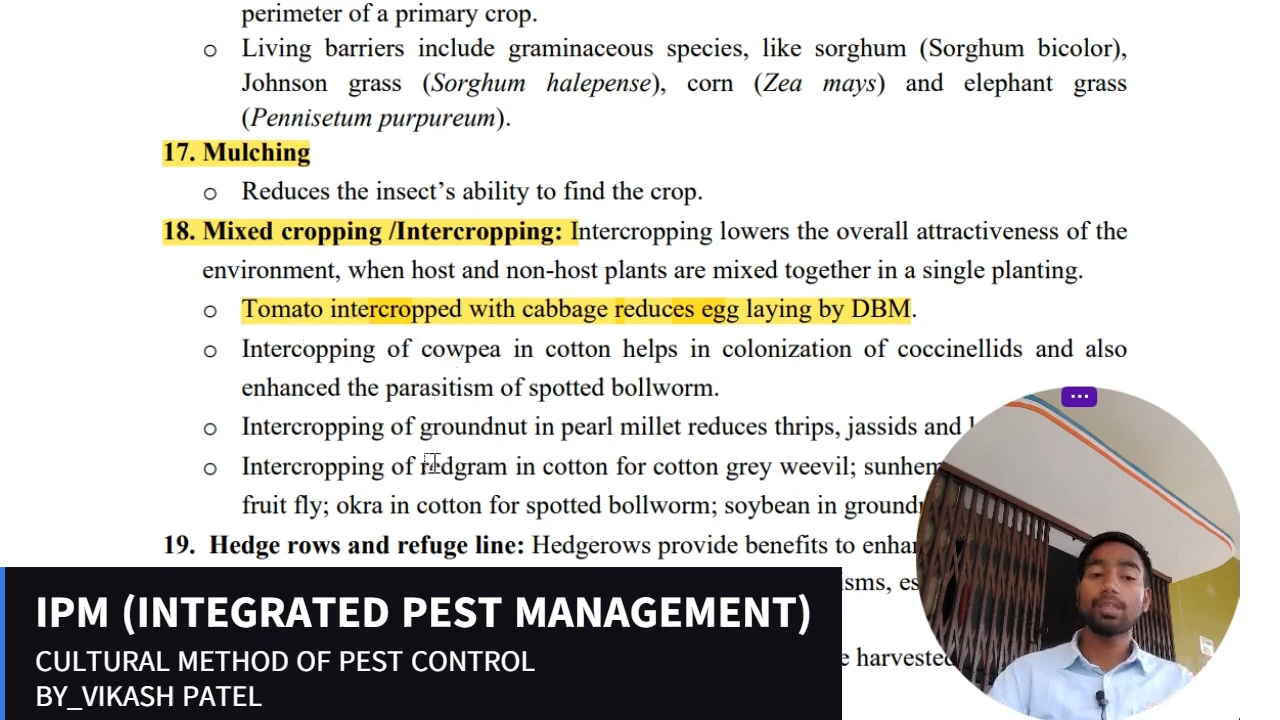 perimeter of a primary crop.
o Living barriers include graminaceous species, like sorghum (Sorghum bicolor),
Johnson grass (Sorghum halepense), corn (Zea mays) and elephant grass
(Pennisetum purpureum).
17. Mulching
o Reduces the insect's ability to find the crop.
18. Mixed cropping /Intercropping: Intercropping lowers the overall attractiveness of the
environment, when host and non-host plants are mixed together in a single planting.
o Tomato intercropped with cabbage reduces egg laying by DBM.
o Intercopping of cowpea in cotton helps in colonization of coccinellids and also
enhanced the parasitism of spotted bollworm.
o Intercropping of groundnut in pearl millet reduces thrips, jassids and
o Intercropping of redgram in cotton for cotton grey weevil;
fruit fly; okra in cotton for spotted bollworm; soybean in
19. Hedge rows and refuge line: Hedgerows provide benefits to
harvested
IPM (INTEGRATED PEST MANAGEMENT)
CULTURAL METHOD OF PEST CONTROL
BY_VIKASH PATEL